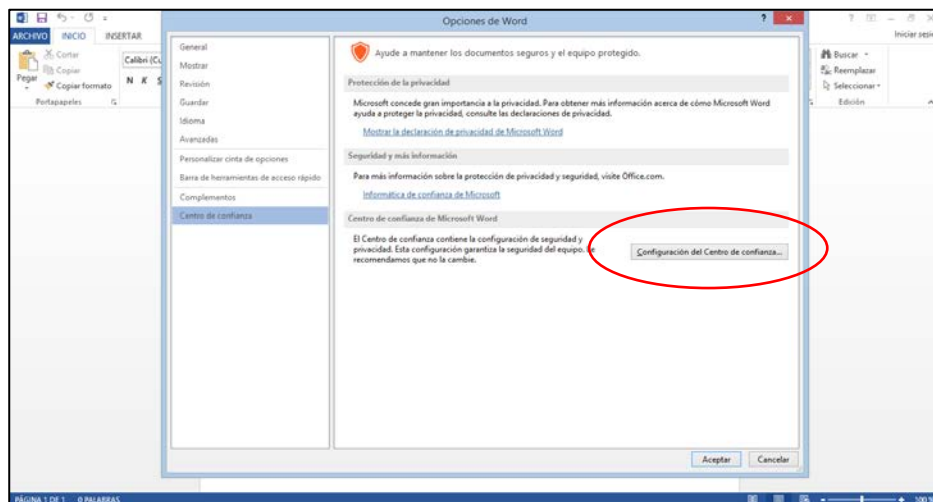 Opciones de Word
ARCHIVO INICIO INSERTAR
Iniciar sesi
Cortar
Copiar
Copiar formato
Pegar
Calibri (Cu
N K S
Portapapeles
Buscar
Reemplazar
Seleccionar
Edición
General
Mostrar
Revisión
Guardar
Idioma
Avanzadas
Personalizar cinta de opciones
Barra de herramientas de acceso rápido
Complementos
Centro de confianza
Ayude a mantener los documentos seguros y el equipo protegido.
Protección de la privacidad
Microsoft concede gran importancia a la privacidad. Para obtener más información acerca de cómo Microsoft Word
ayuda a proteger la privacidad, consulte las declaraciones de privacidad.
Mostrar la declaración de privacidad de Microsoft Word
Seguridad y más información
Para más información sobre la protección de privacidad y seguridad, visite Office.com.
Informática de confianza de Microsoft
Centro de confianza de Microsoft Word
El Centro de confianza contiene la configuración de seguridad y
privacidad. Esta configuración garantiza la seguridad del equipo. Le
recomendamos que no la cambie.
Configuración del Centro de confianza...
Aceptar Cancelar
PÁGINA 1 DE 1 0 PALABRAS
100 %